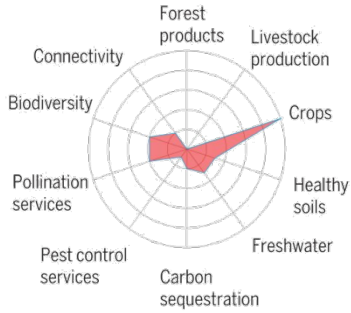 Forest
products
Livestock
production
Crops
Healthy
soils
Freshwater
Carbon
sequestration
Pest control
services
Pollination
services
Biodiversity
Connectivity